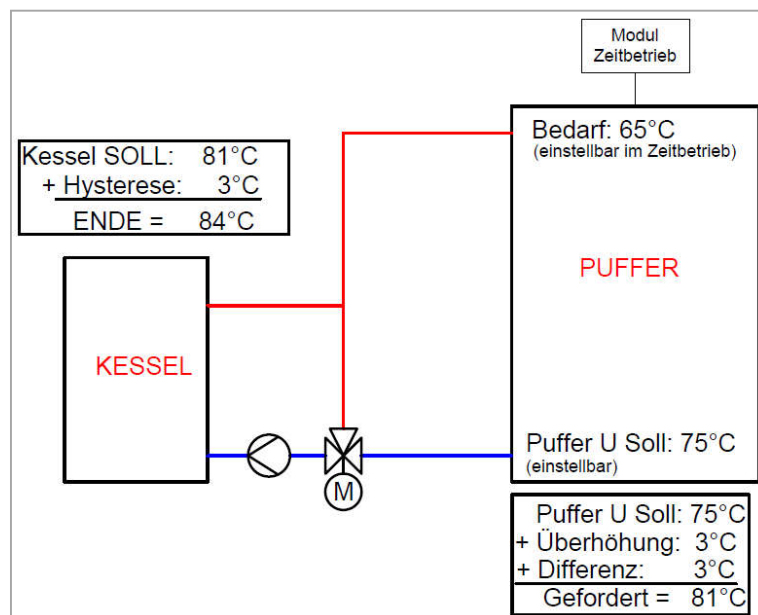 Modul
Zeitbetrieb
Bedarf: 65°C
(einstellbar im Zeitbetrieb)
Kessel SOLL: 81°C
+ Hysterese: 3°C
ENDE = 84°C
PUFFER
KESSEL
Puffer U Soll: 75°C
(einstellbar)
M
Puffer U Soll: 75°C
+ Überhöhung: 3°C
+ Differenz: 3°C
Gefordert = 81°C